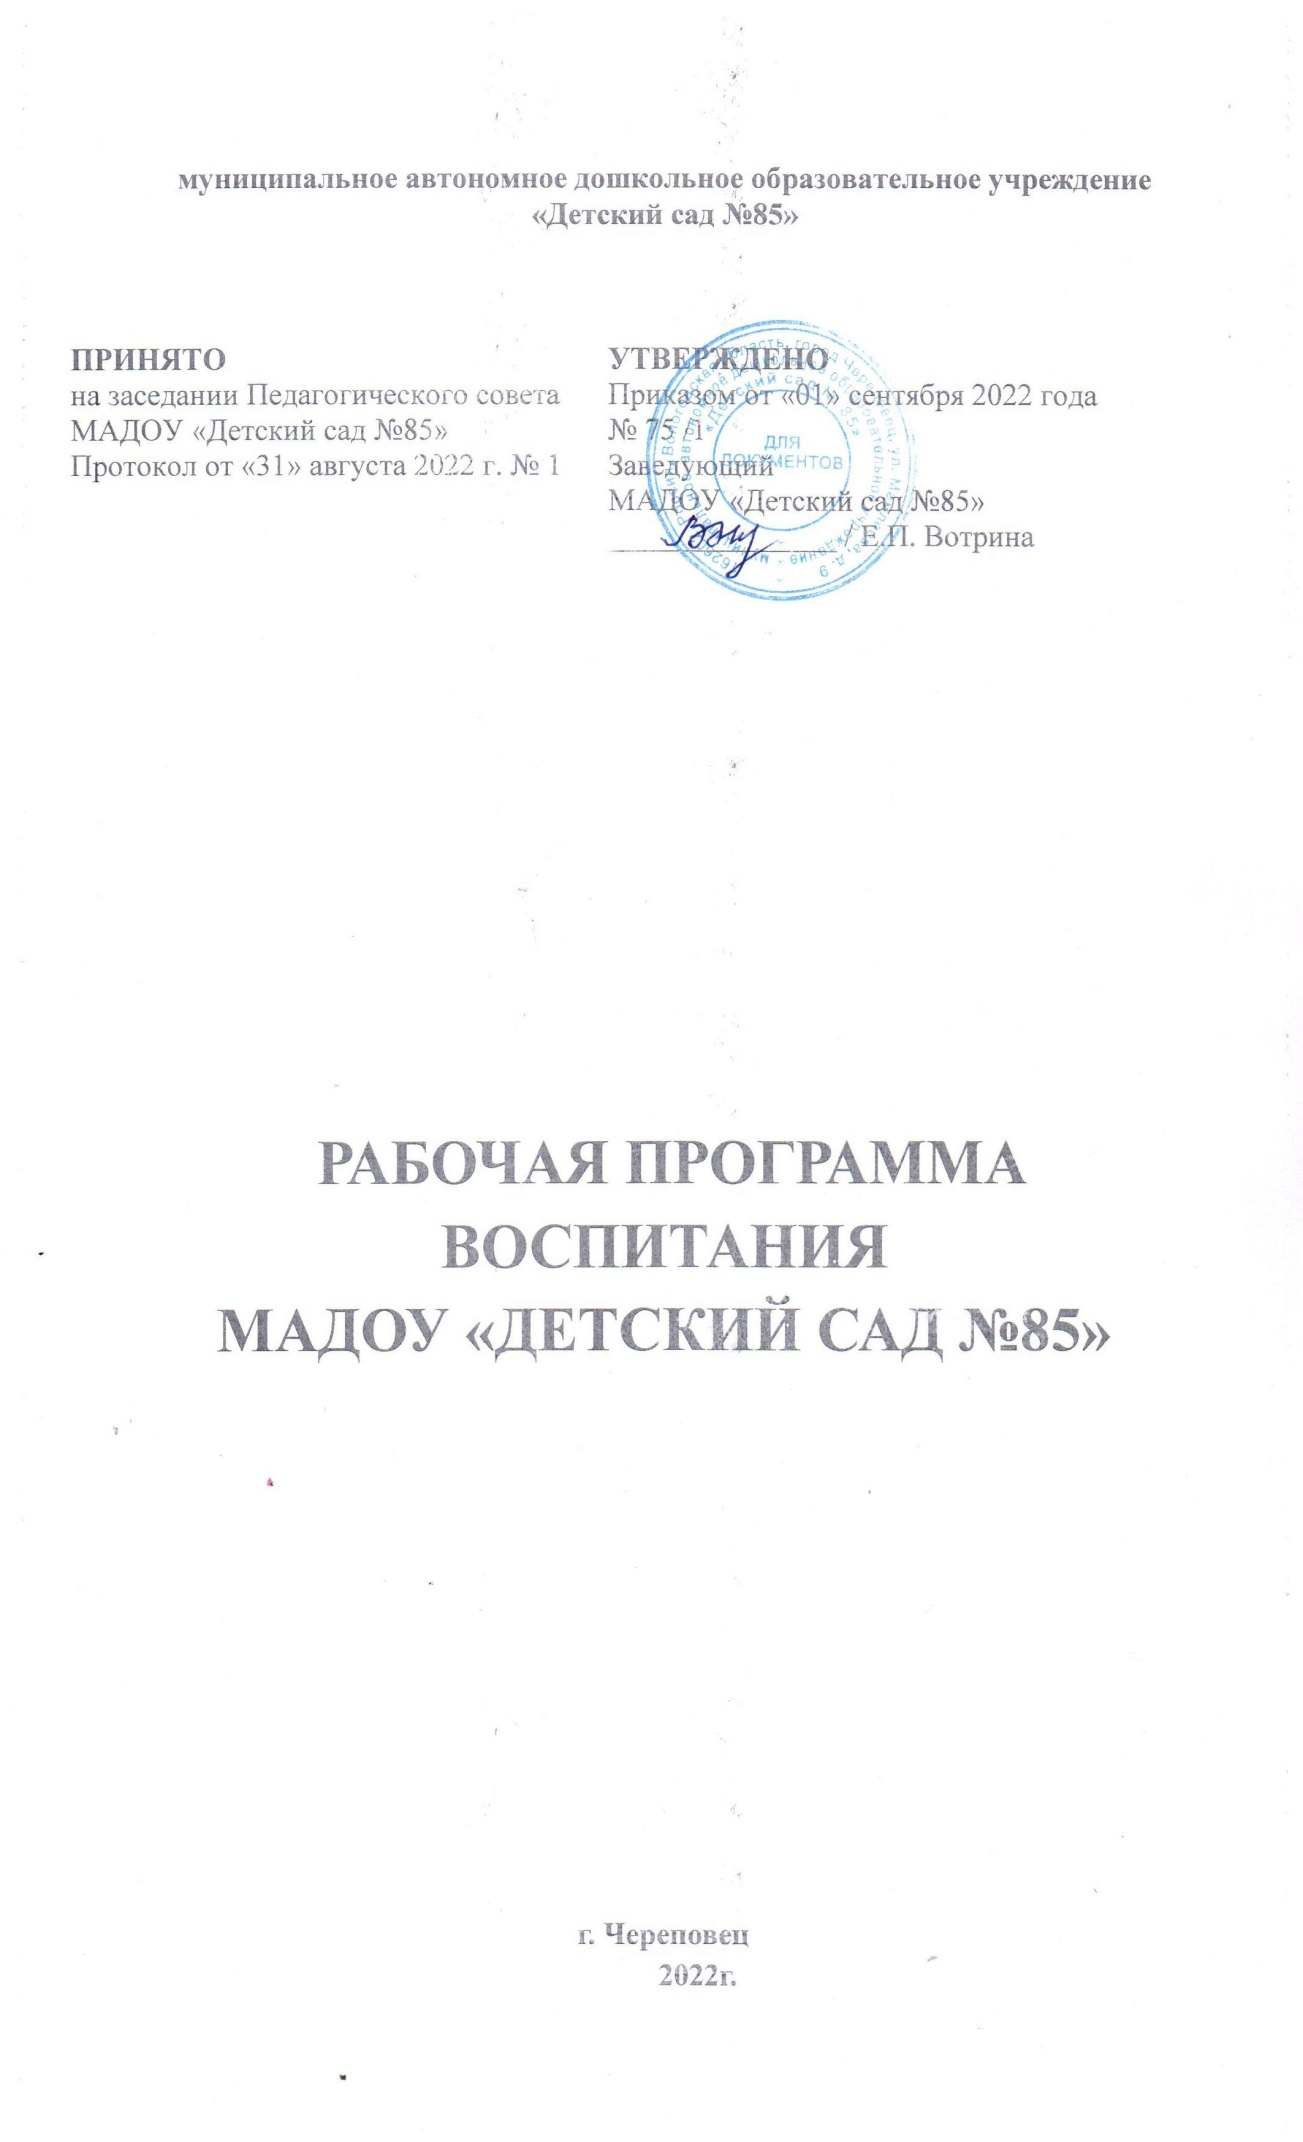 муниципальное автономное дошкольное образовательное учреждение
«Детский сад №85»
ПРИНЯТО
на заседании Педагогического совета
МАДОУ «Детский сад №85»
Протокол от «31» августа 2022 г. № 1
УТВЕРЖДЕНО
Приказом от «01» сентября 2022 года
№ 75
Заведующий
МАДОУ «Детский сад №85»
/ Е.П. Вотрина
ДЛЯ
ДОКУМЕНТОВ
РАБОЧАЯ ПРОГРАММА
ВОСПИТАНИЯ
МАДОУ «ДЕТСКИЙ САД №85»
г. Череповец
2022г.